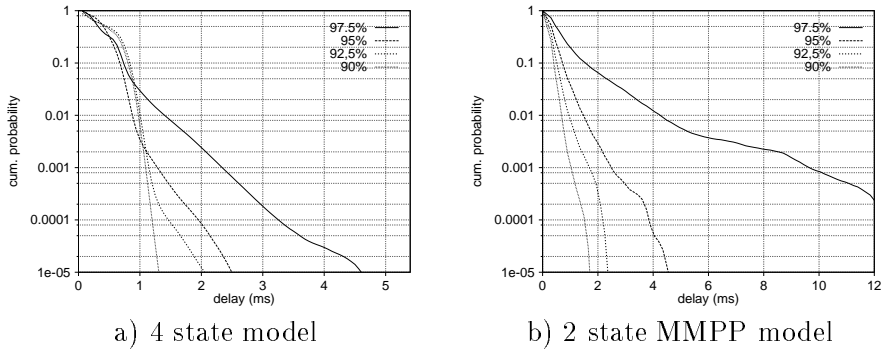 1
0.1
0.01
0.001
0.0001
1e-05
cum. probability
97.5%
95%
92,5%
90%
0 1 2 3 4 5
delay (ms)
a) 4 state model
1
0.1
0.01
0.001
0.0001
1e-05
cum. probability
97.5%
95%
92,5%
90%
0 2 4 6 8 10 12
delay (ms)
b) 2 state MMPP model